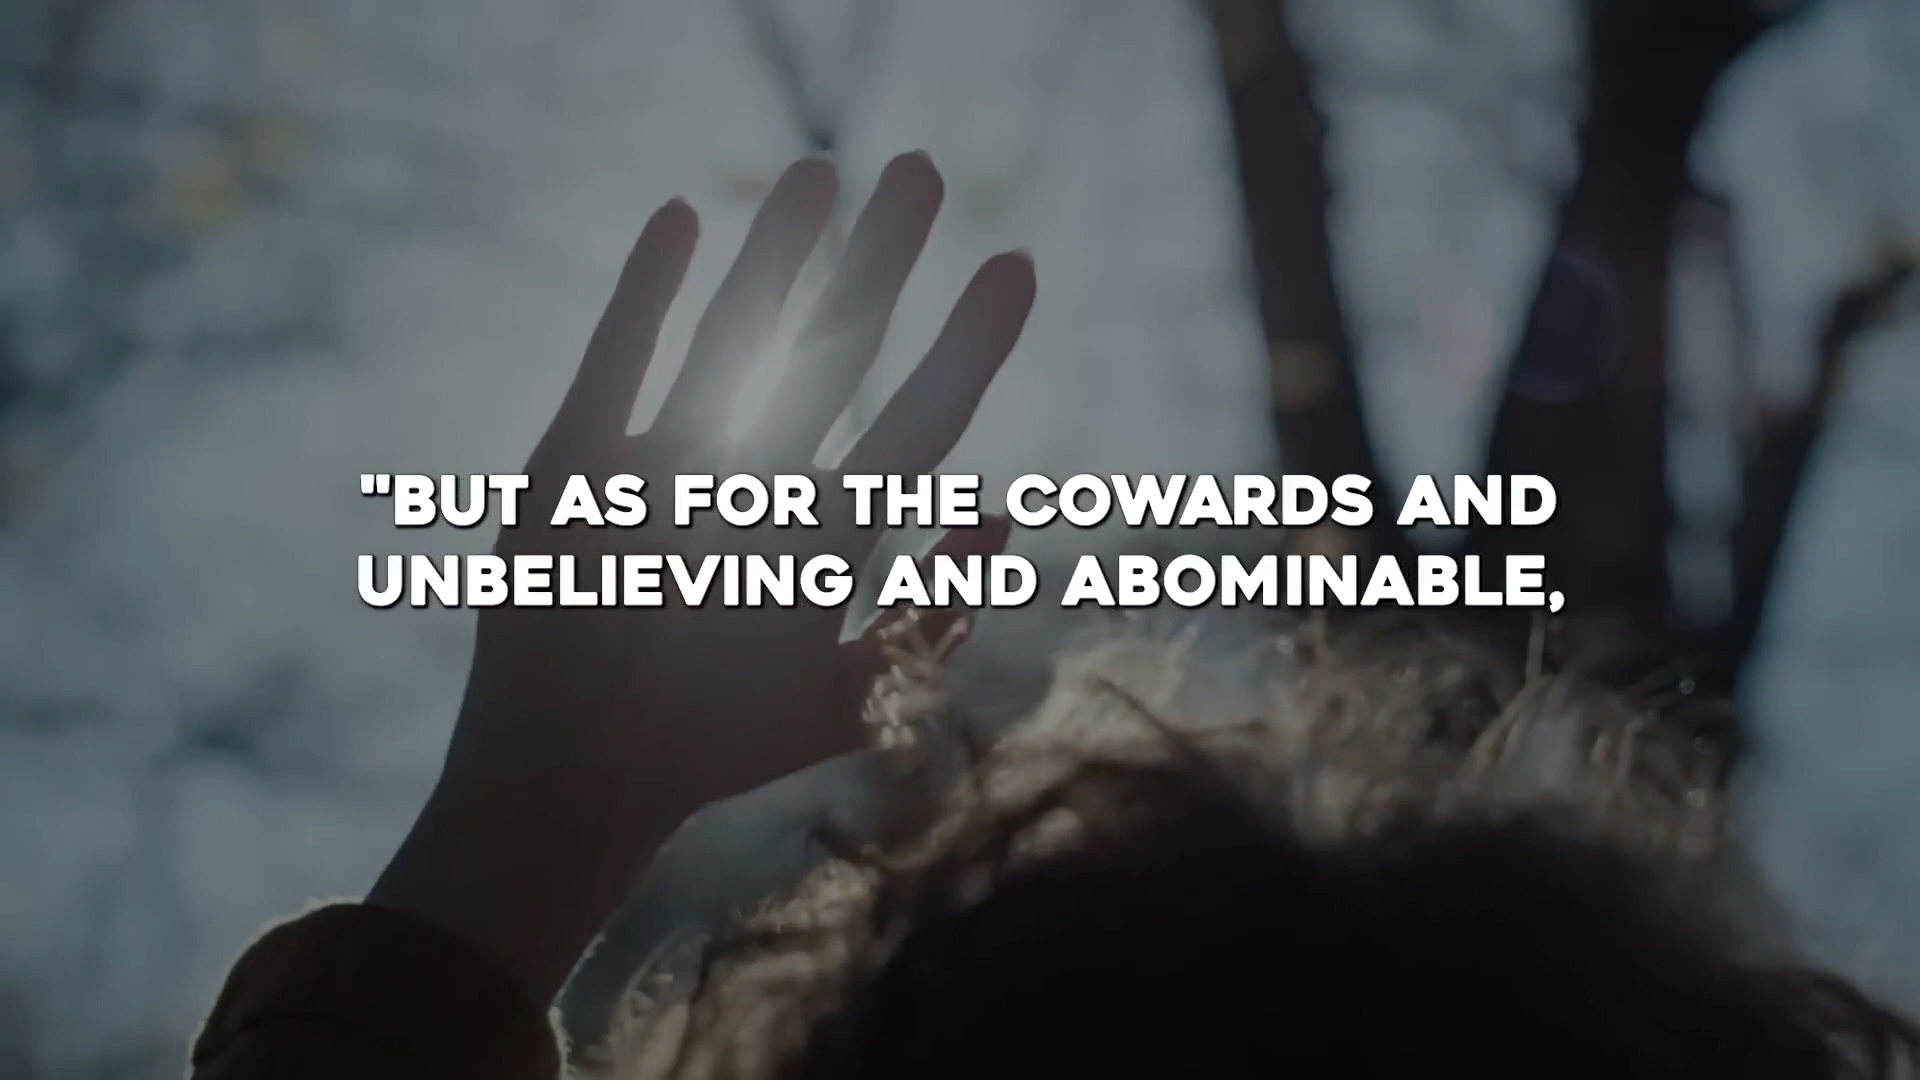 "BUT AS FOR THE COWARDS AND
UNBELIEVING AND ABOMINABLE,